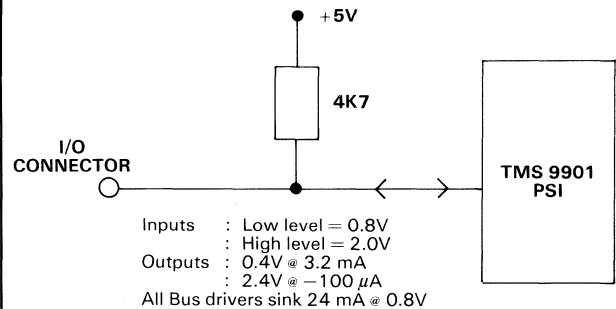 +5V
4K7
I/O
CONNECTOR
TMS 9901
PSI
Inputs : Low level = 0.8V
: High level = 2.0V
Outputs : 0.4V @ 3.2 mA
: 2.4V @ −100 μA
All Bus drivers sink 24 mA @ 0.8V